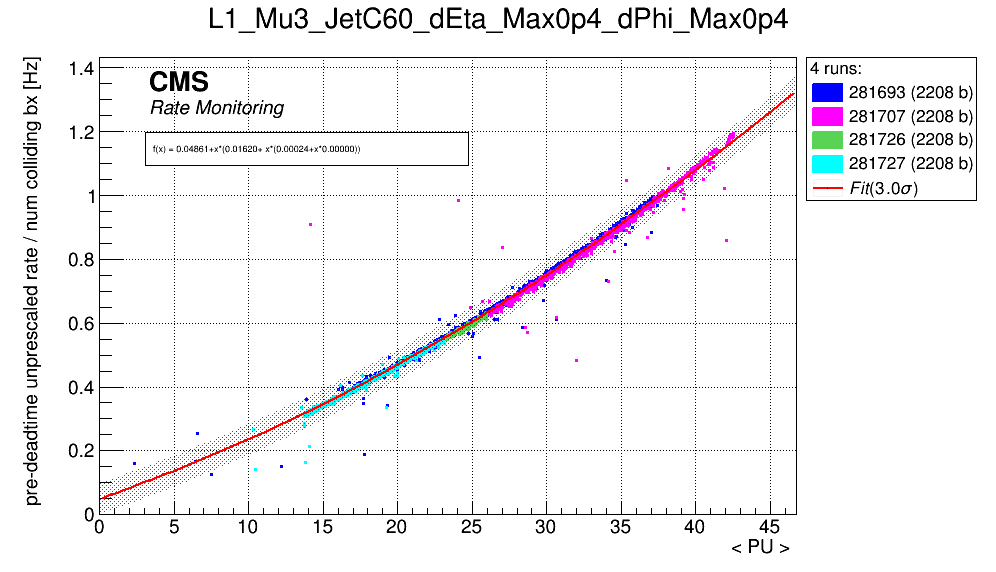 L1_Mu3_JetC60_dEta_Max0p4_dPhi_Max0p4
pre-deadtime unprescaled rate / num colliding bx [Hz]
CMS
Rate Monitoring
f(x) = 0.04861+x*(0.01620+ x*(0.00024+x*0.00000))
4 runs:
281693 (2208 b)
281707 (2208 b)
281726 (2208 b)
281727 (2208 b)
Fit(3.0σ)
1.4
1.2
1
0.8
0.6
0.4
0.2
0
0 5 10 15 20 25 30 35 40 45
< PU >